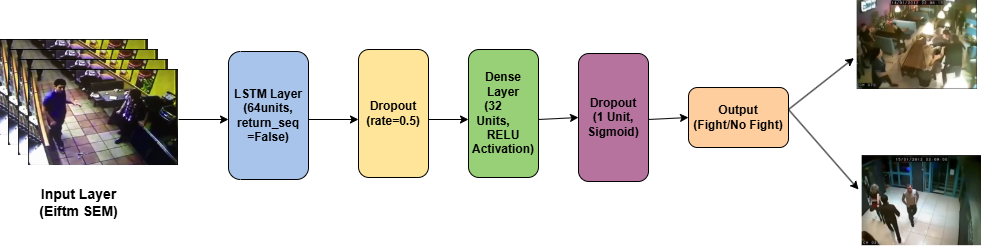 Input Layer
(Eiftm SEM)
LSTM Layer
(64units,
return_seq
=False)
Dropout
(rate=0.5)
Dense
Layer
(32
Units,
RELU
Activation)
Dropout
(1 Unit,
Sigmoid)
Output
(Fight/No Fight)